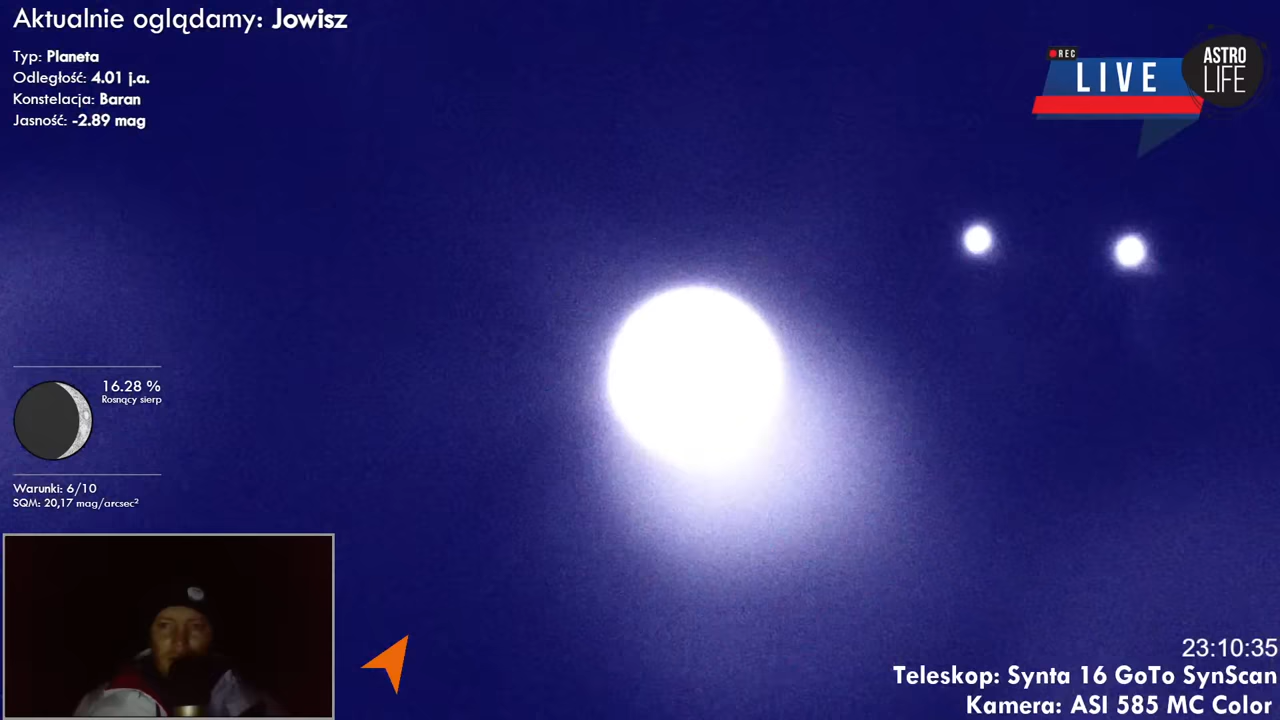 Aktualnie oglądamy: Jowisz
Typ: Planeta
Odległość: 4.01 j.a.
Konstelacja: Baran
Jasność: -2.89 mag
REC
LIVE
ASTRO
LIFE
16.28 %
Rosnący sierp
Warunki: 6/10
SQM: 20,17 mag/arcsec²
23:10:35
Teleskop: Synta 16 GoTo SynScan
Kamera: ASI 585 MC Color